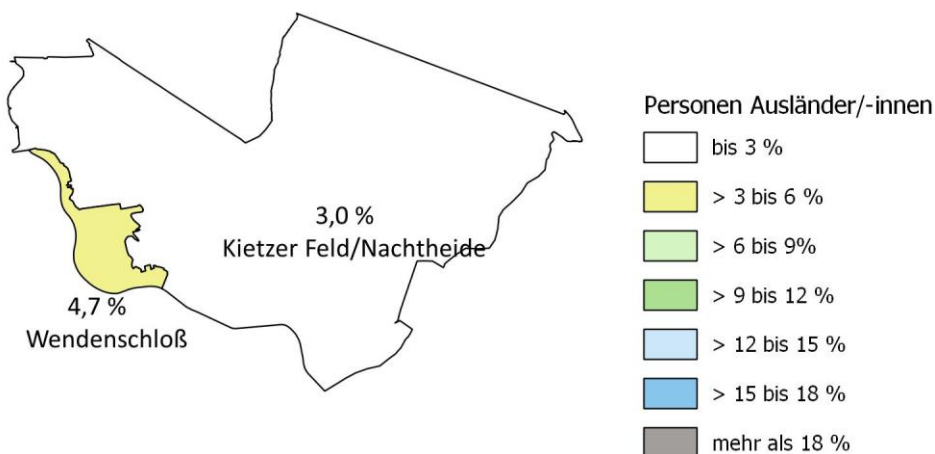 3,0 %
Kietzer Feld/Nachtheide
4,7 %
Wendenschloß
Personen Ausländer/-innen
bis 3 %
> 3 bis 6 %
> 6 bis 9%
> 9 bis 12 %
> 12 bis 15 %
> 15 bis 18 %
mehr als 18 %